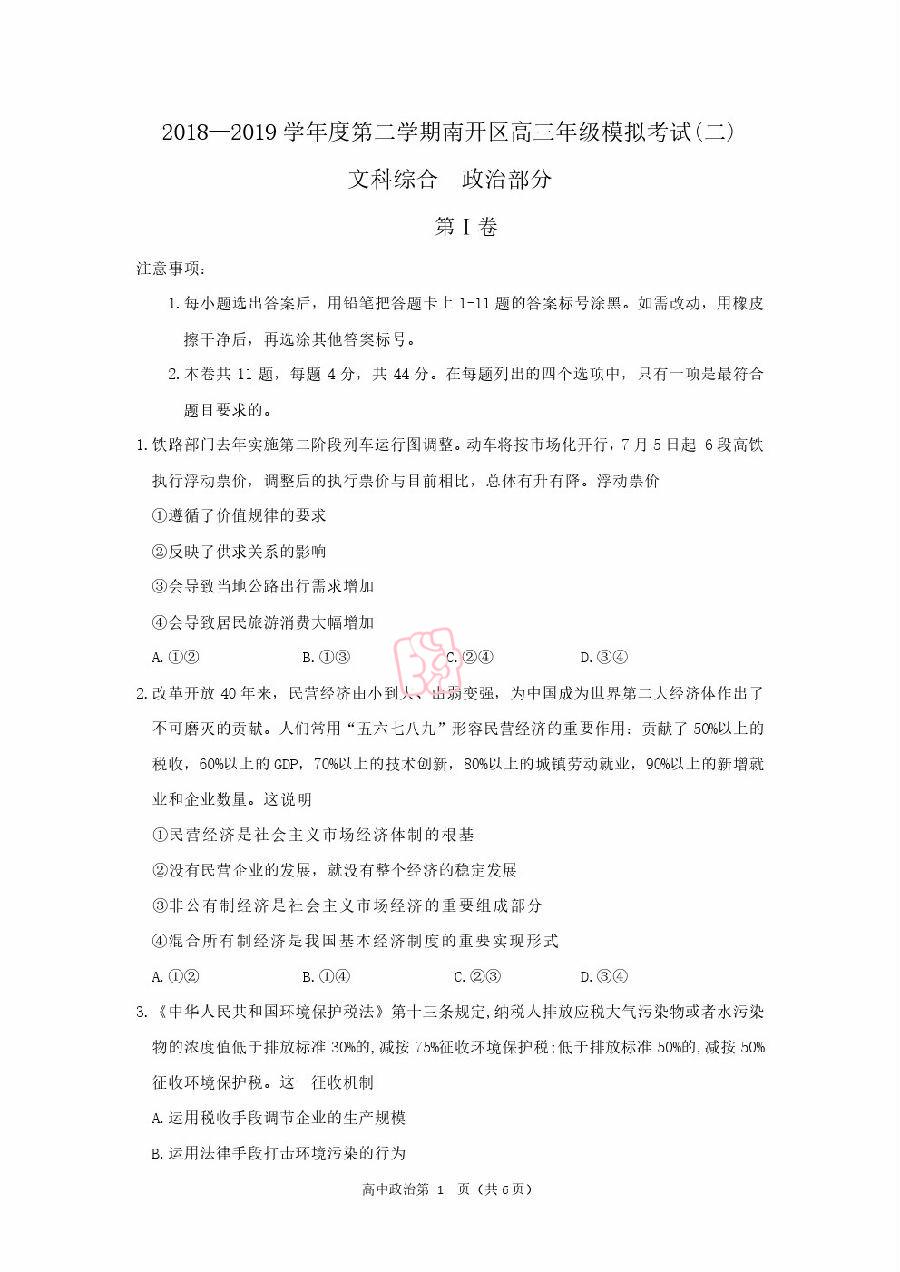 2018—2019 学年度第二学期南开区高三年级模拟考试(二)
文科综合 政治部分
第 I 卷
注意事项:
1. 每小题选出答案后, 用铅笔把答题卡上 1-11 题的答案标号涂黑。如需改动, 用橡皮
擦干净后, 再选涂其他答案标号。
2. 本卷共 11 题, 每题 4 分, 共 44 分。在每题列出的四个选项中, 只有一项是最符合
题目要求的。
1. 铁路部门去年实施第二阶段列车运行图调整。动车将按市场化开行, 7 月 5 日起 6 段高铁
执行浮动票价, 调整后的执行票价与目前相比, 总体有升有降。浮动票价
①遵循了价值规律的要求
②反映了供求关系的影响
③会导致当地公路出行需求增加
④会导致居民旅游消费大幅增加
A. ①② B. ①③ C. ②④ D. ③④
2. 改革开放 40 年来, 民营经济由小到大、由弱变强, 为中国成为世界第二大经济体作出了
不可磨灭的贡献。人们常用“五六七八九”形容民营经济的重要作用: 贡献了 50%以上的
税收, 60%以上的 GDP, 70%以上的技术创新, 80%以上的城镇劳动就业, 90%以上的新增就
业和企业数量。这说明
①民营经济是社会主义市场经济体制的根基
②没有民营企业的发展, 就没有整个经济的稳定发展
③非公有制经济是社会主义市场经济的重要组成部分
④混合所有制经济是我国基本经济制度的重要实现形式
A. ①② B. ①④ C. ②③ D. ③④
3. 《中华人民共和国环境保护税法》第十三条规定, 纳税人排放应税大气污染物或者水污染
物的浓度值低于排放标准 30%的, 减按 75%征收环境保护税; 低于排放标准 50%的, 减按 50%
征收环境保护税。这 征收机制
A. 运用税收手段调节企业的生产规模
B. 运用法律手段打击环境污染的行为
高中政治第 1 页（共 6 页）